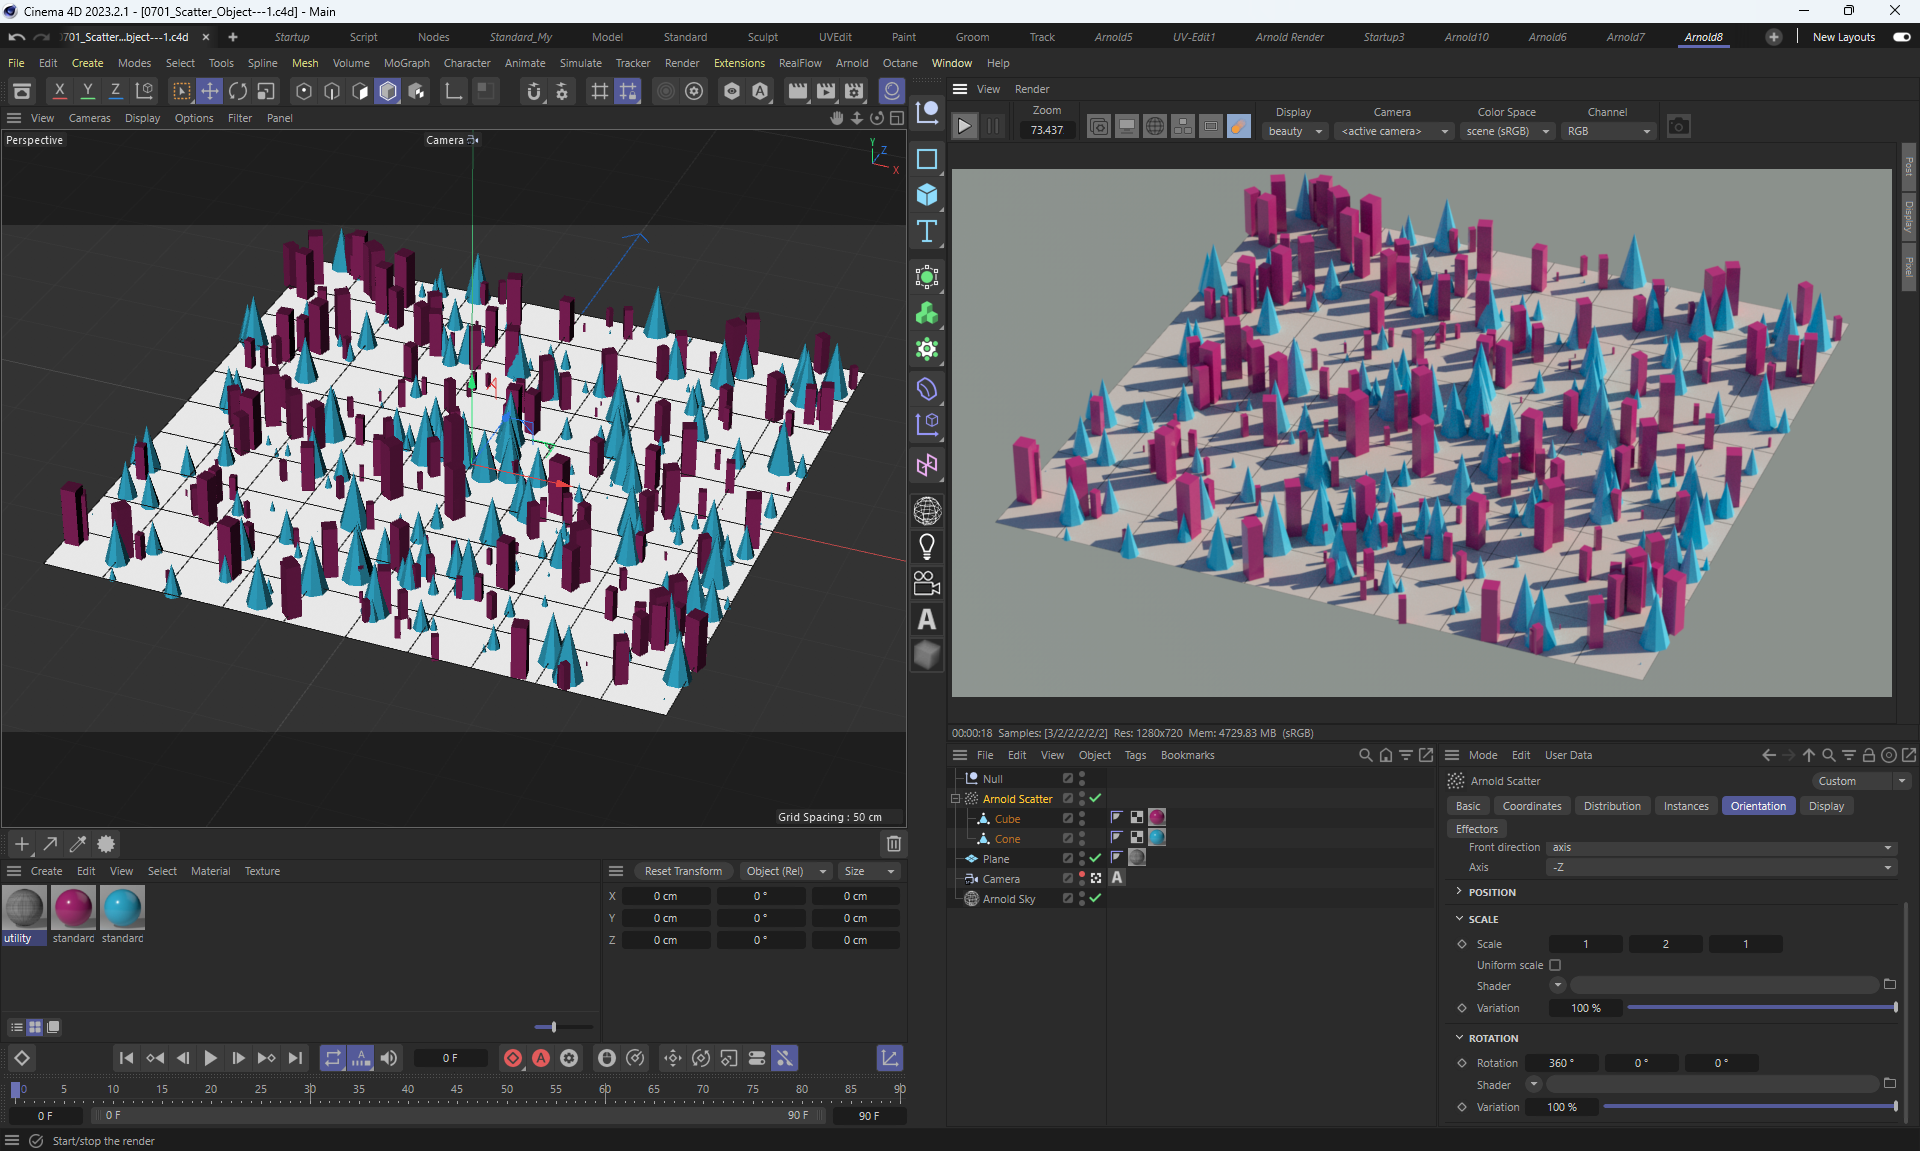 Cinema 4D 2023.2.1 - [0701_Scatter_Object---1.c4d] - Main
701_Scatter...bject---1.c4d
Startup Script Nodes Standard_My Model Standard Sculpt UVEdit Paint Groom Track Arnold5 UV-Edit1 Arnold Render Startup3 Arnold10 Arnold6 Arnold7 Arnold8 New Layouts
File Edit Create Modes Select Tools Spline Mesh Volume MoGraph Character Animate Simulate Tracker Render Extensions RealFlow Arnold Octane Window Help
X Y Z
View Render
View Cameras Display Options Filter Panel
Zoom Display Camera Color Space Channel
73.437 beauty <active camera> scene (sRGB) RGB
Perspective
Camera
Y
Z
X
Post
Display
Pixel
Grid Spacing : 50 cm
00:00:18 Samples: [3/2/2/2/2/2] Res: 1280x720 Mem: 4729.83 MB (sRGB)
File Edit View Object Tags Bookmarks
Null
Arnold Scatter
Cube
Cone
Plane
Camera A
Arnold Sky
Mode Edit User Data
Arnold Scatter Custom
Basic Coordinates Distribution Instances Orientation Display
Effectors
Front direction axis
Axis -Z
POSITION
SCALE
Scale 1 2 1
Uniform scale
Shader
Variation 100 %
ROTATION
Rotation 360 ° 0 ° 0 °
Shader
Variation 100 %
Create Edit View Select Material Texture
utility standard standard
Reset Transform Object (Rel) Size
X 0 cm 0 ° 0 cm
Y 0 cm 0 ° 0 cm
Z 0 cm 0 ° 0 cm
0 F
0 5 10 15 20 25 30 35 40 45 50 55 60 65 70 75 80 85 90
0 F 0 F 90 F 90 F
Start/stop the render